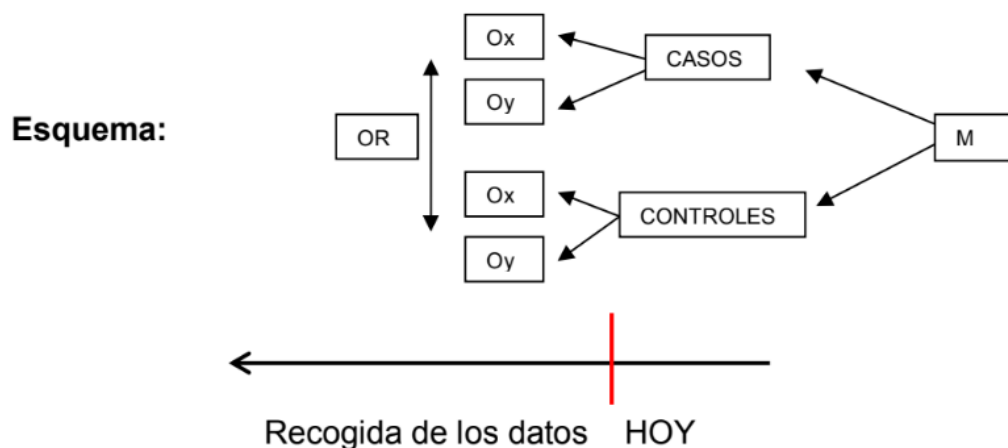 Ox
CASOS
Oy
Esquema:
OR
M
Ox
CONTROLES
Oy
Recogida de los datos HOY